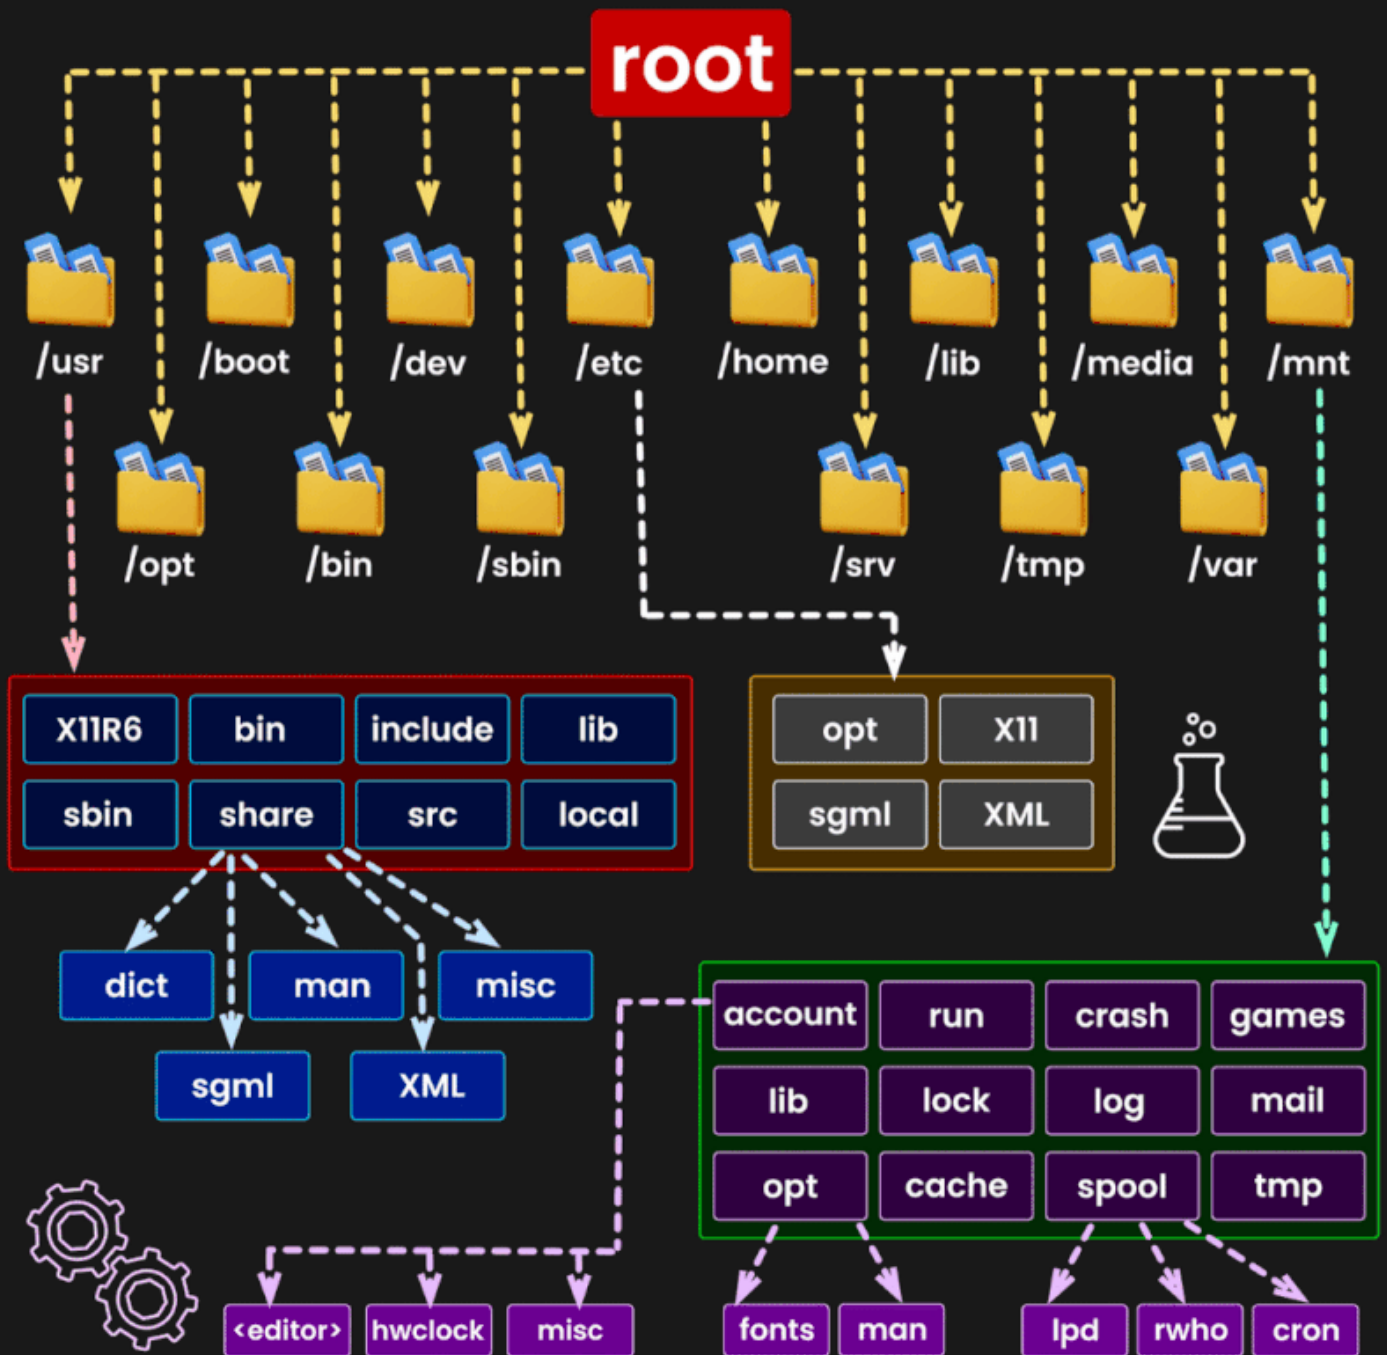 root
/usr
/boot
/dev
/etc
/home
/lib
/media
/mnt
/opt
/bin
/sbin
/srv
/tmp
/var
X11R6 bin include lib
sbin share src local
opt X11
sgml XML
dict man misc
sgml XML
account run crash games
lib lock log mail
opt cache spool tmp
<editor> hwclock misc
fonts man
lpd rwho cron